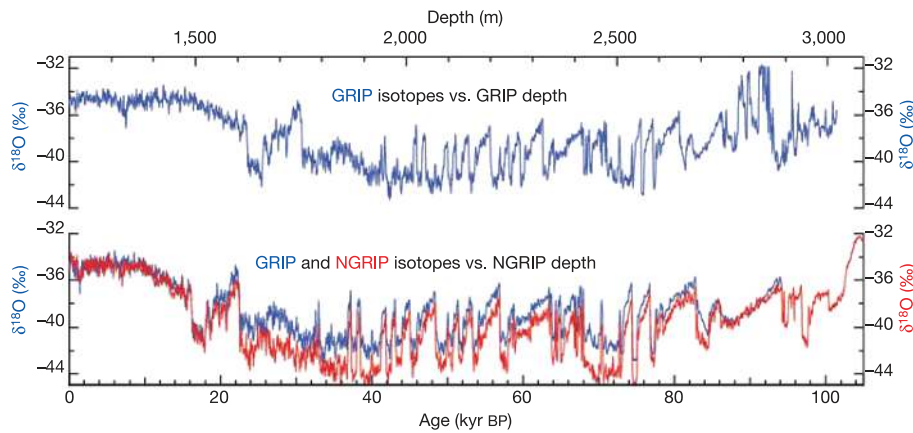 Depth (m)
1,500 2,000 2,500 3,000
–32 –32
–36 –36
–40 –40
–44 –44
δ18O (‰) δ18O (‰)
GRIP isotopes vs. GRIP depth
–32 –32
–36 –36
–40 –40
–44 –44
δ18O (‰) δ18O (‰)
GRIP and NGRIP isotopes vs. NGRIP depth
0 20 40 60 80 100
Age (kyr BP)